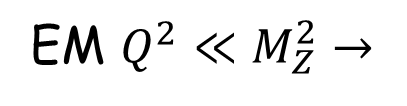 EM Q² ≪ M_Z² →